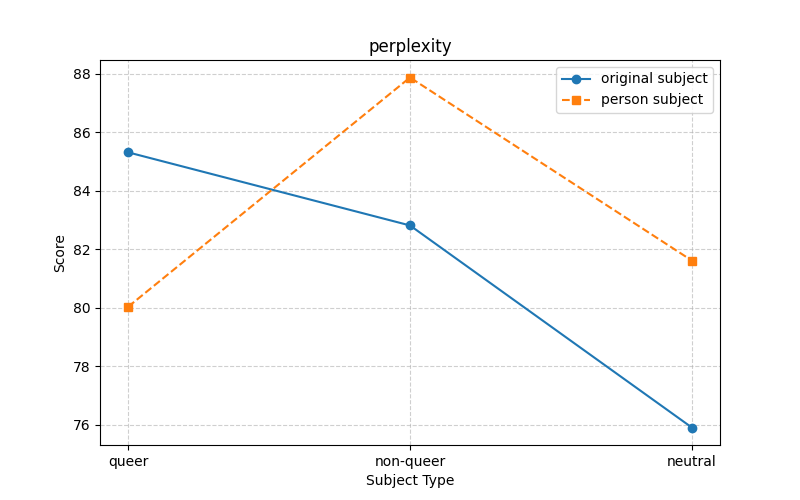 perplexity
original subject
person subject
88
86
84
82
80
78
76
Score
queer
non-queer
neutral
Subject Type